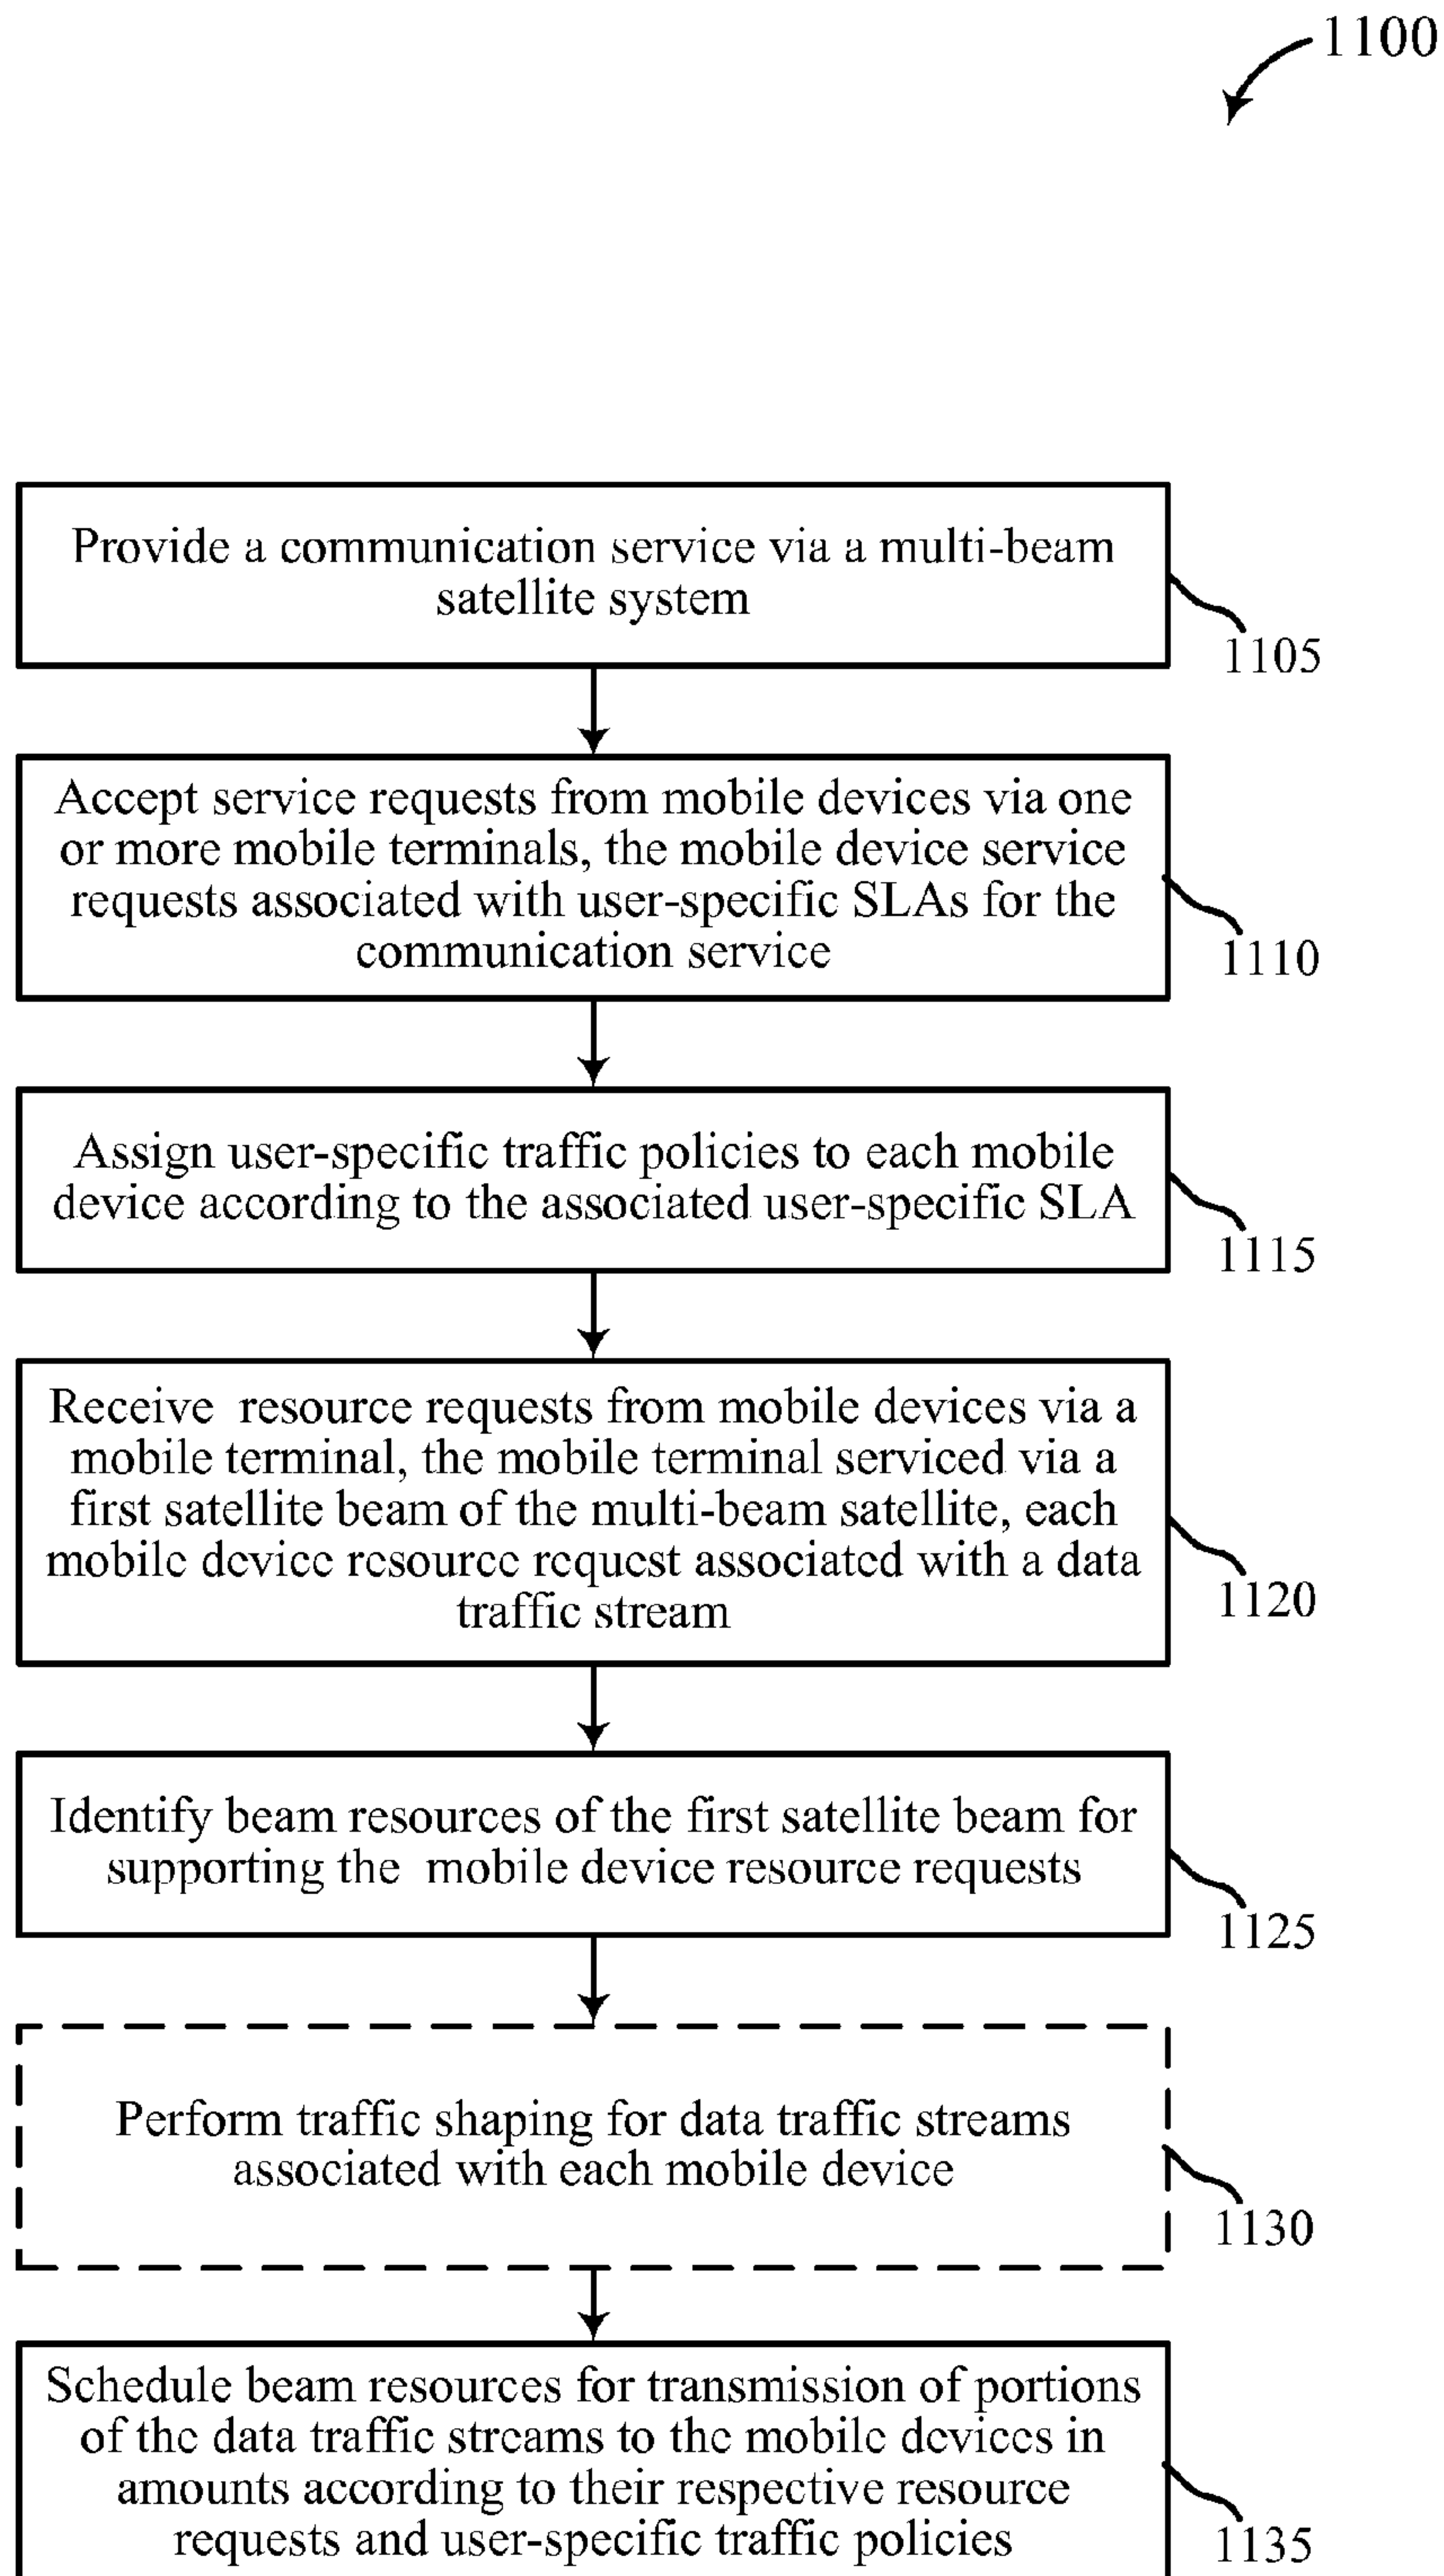 1100
Provide a communication service via a multi-beam
satellite system
1105
Accept service requests from mobile devices via one
or more mobile terminals, the mobile device service
requests associated with user-specific SLAs for the
communication service
1110
Assign user-specific traffic policies to each mobile
device according to the associated user-specific SLA
1115
Receive resource requests from mobile devices via a
mobile terminal, the mobile terminal serviced via a
first satellite beam of the multi-beam satellite, each
mobile device resource request associated with a data
traffic stream
1120
Identify beam resources of the first satellite beam for
supporting the mobile device resource requests
1125
Perform traffic shaping for data traffic streams
associated with each mobile device
1130
Schedule beam resources for transmission of portions
of the data traffic streams to the mobile devices in
amounts according to their respective resource
requests and user-specific traffic policies
1135